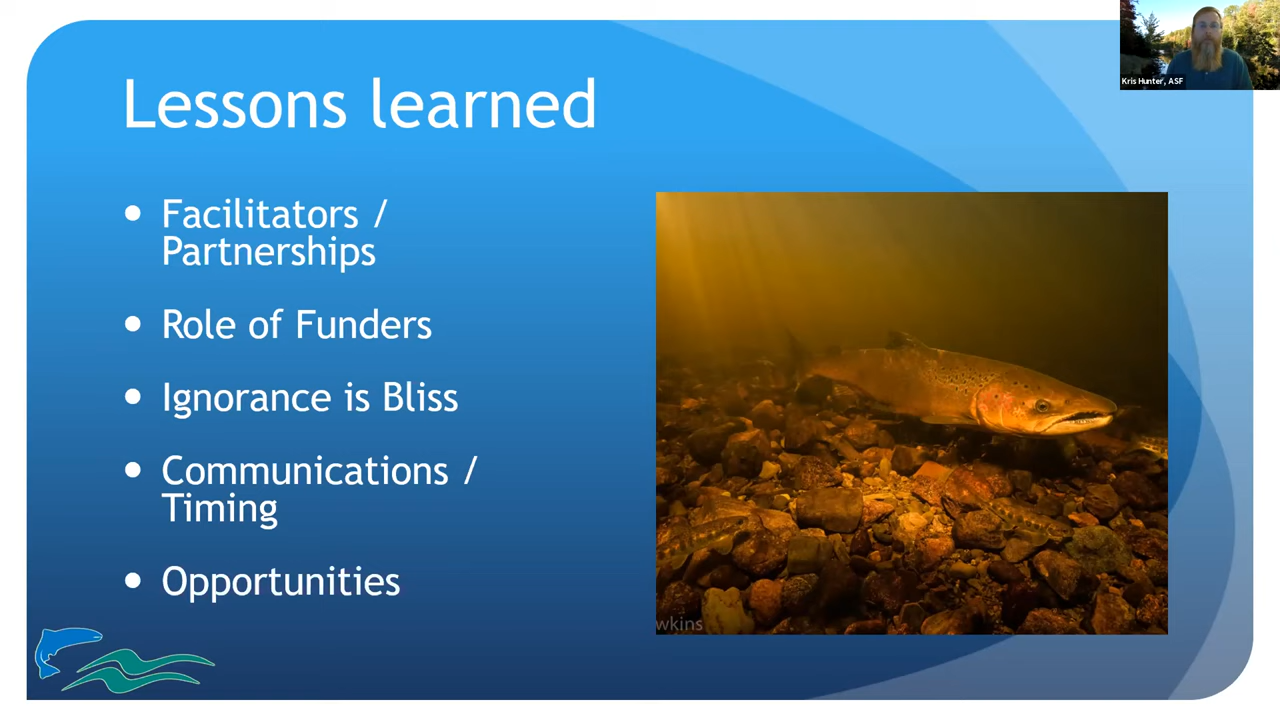 Kris Hunter, ASF
Lessons learned
Facilitators /
Partnerships
Role of Funders
Ignorance is Bliss
Communications /
Timing
Opportunities
wkins